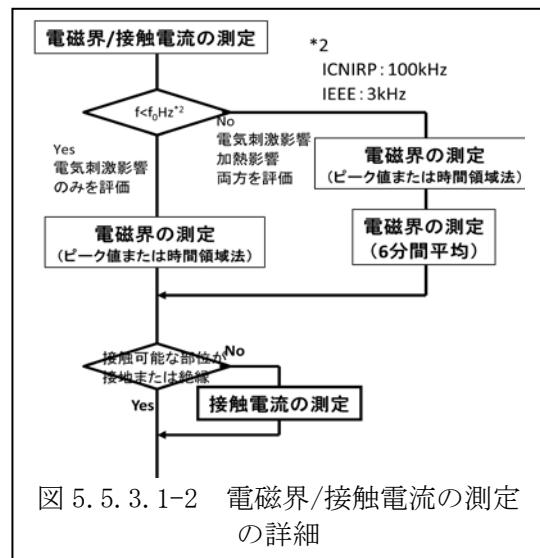 電磁界/接触電流の測定
*2
ICNIRP：100kHz
IEEE：3kHz
f<f₀Hz*2
Yes
電気刺激影響
のみを評価
No
電気刺激影響
加熱影響
両方を評価
電磁界の測定
(ピーク値または時間領域法)
電磁界の測定
(ピーク値または時間領域法)
電磁界の測定
(6分間平均)
接触可能な部位が
接地または絶縁
No
Yes
接触電流の測定
図 5.5.3.1-2　電磁界/接触電流の測定
の詳細